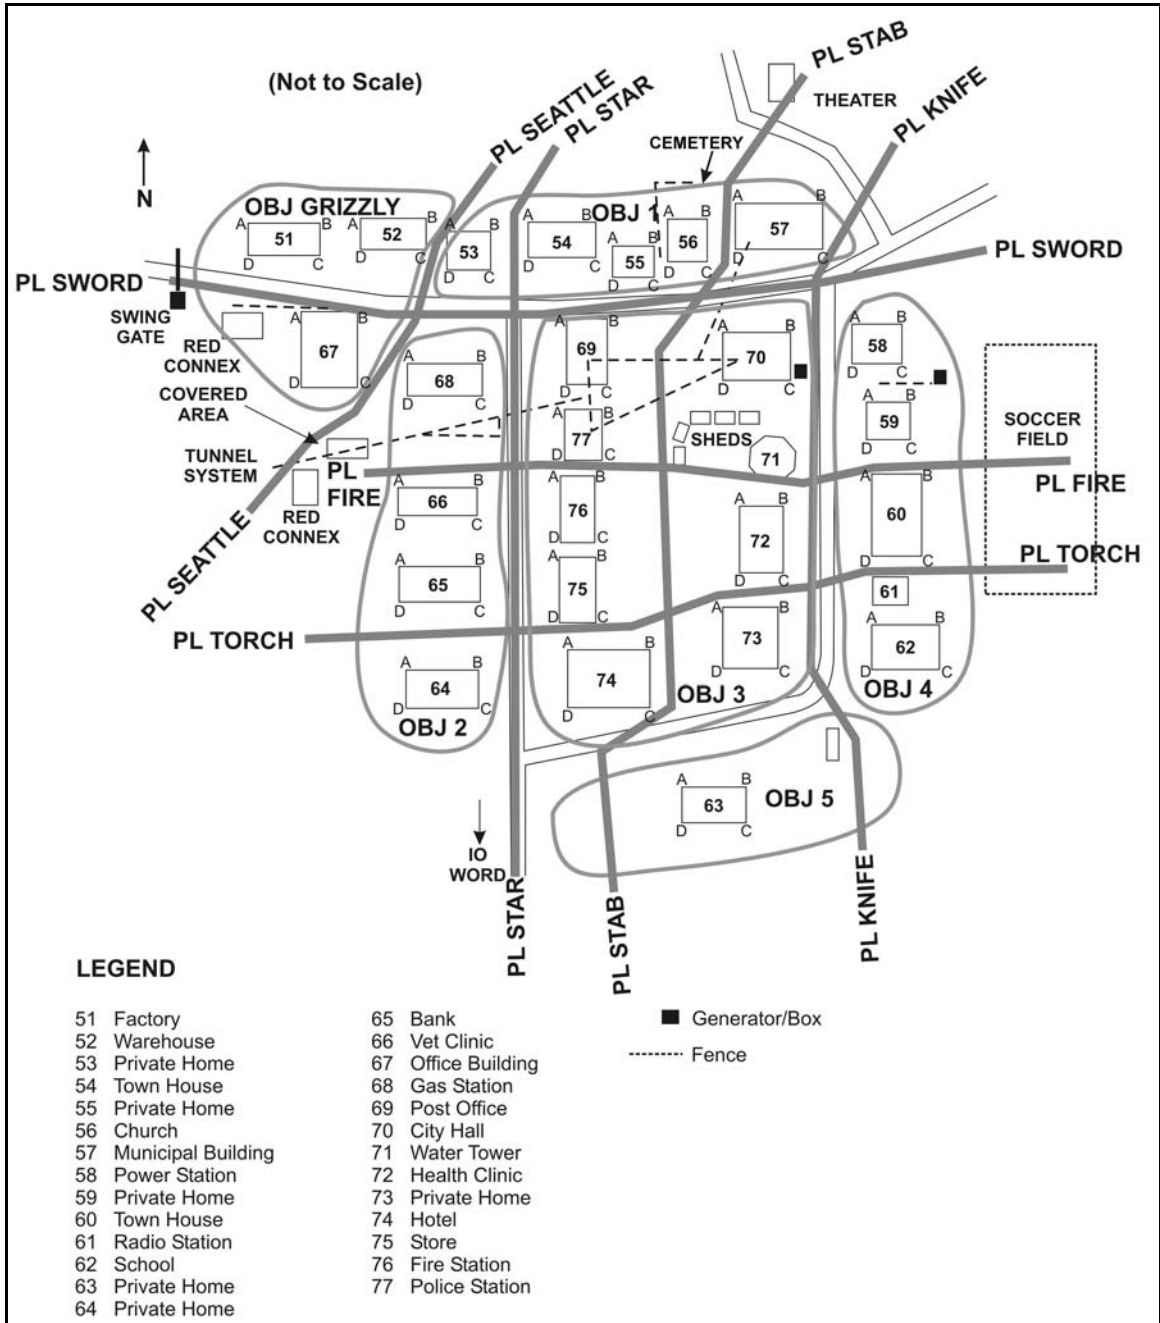 (Not to Scale)
N
PL SEATTLE
PL STAR
PL STAB
THEATER
PL KNIFE
CEMETERY
OBJ GRIZZLY
A B
51
D C
A B
52
D C
A B
53
D C
OBJ 1
A B
54
D C
A B
55
D C
A B
56
D C
A B
57
D C
PL SWORD
PL SWORD
SWING
GATE
RED
CONNEX
A B
67
D C
COVERED
AREA
TUNNEL
SYSTEM
RED
CONNEX
PL SEATTLE
A B
68
D C
A B
69
D C
A B
70
D C
A B
58
D C
A B
59
D C
SOCCER
FIELD
A B
77
D C
SHEDS
71
PL
FIRE
PL FIRE
A B
66
D C
A B
76
D C
A B
72
D C
A B
60
D C
PL TORCH
A B
65
D C
A B
75
D C
61
PL TORCH
A B
64
D C
OBJ 2
A B
74
D C
A B
73
D C
OBJ 3
A B
62
D C
OBJ 4
A B
63
D C
OBJ 5
IO
WORD
PL STAR
PL STAB
PL KNIFE
LEGEND
51 Factory
52 Warehouse
53 Private Home
54 Town House
55 Private Home
56 Church
57 Municipal Building
58 Power Station
59 Private Home
60 Town House
61 Radio Station
62 School
63 Private Home
64 Private Home
65 Bank
66 Vet Clinic
67 Office Building
68 Gas Station
69 Post Office
70 City Hall
71 Water Tower
72 Health Clinic
73 Private Home
74 Hotel
75 Store
76 Fire Station
77 Police Station
Generator/Box
Fence